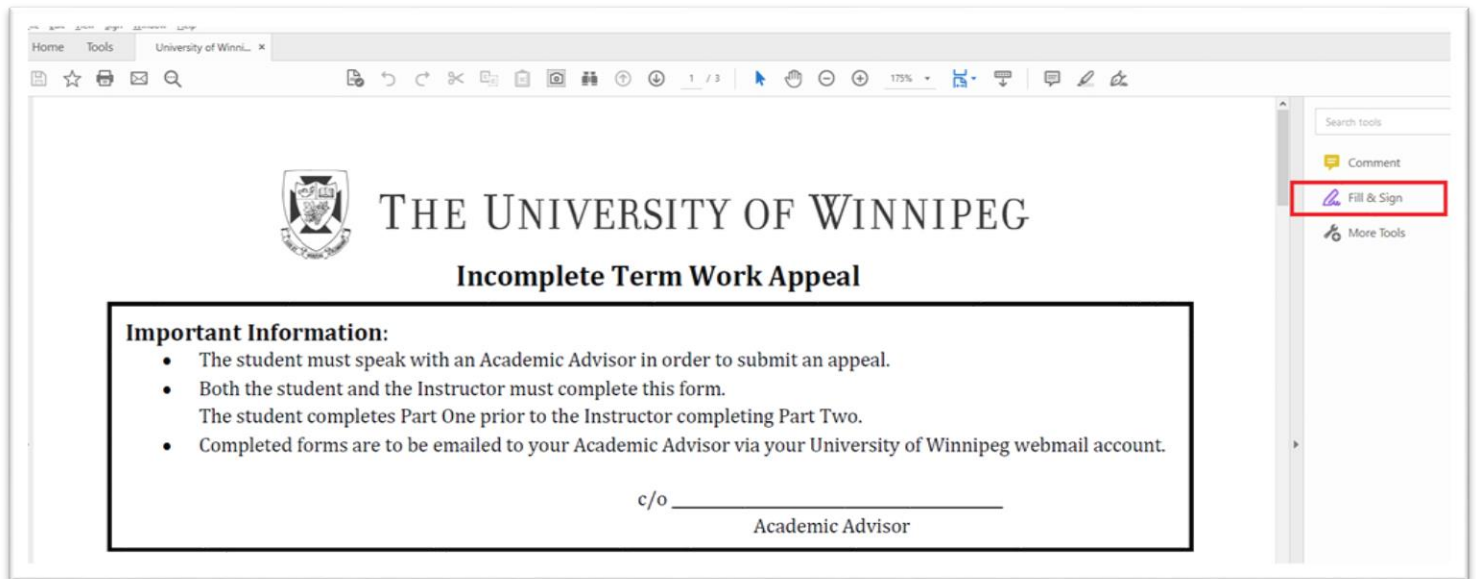 Home Tools University of Winni... ×
1 / 3 175%
Search tools
Comment
Fill & Sign
More Tools
THE UNIVERSITY OF WINNIPEG
Incomplete Term Work Appeal
Important Information:
• The student must speak with an Academic Advisor in order to submit an appeal.
• Both the student and the Instructor must complete this form.
The student completes Part One prior to the Instructor completing Part Two.
• Completed forms are to be emailed to your Academic Advisor via your University of Winnipeg webmail account.
c/o ______________________________
Academic Advisor